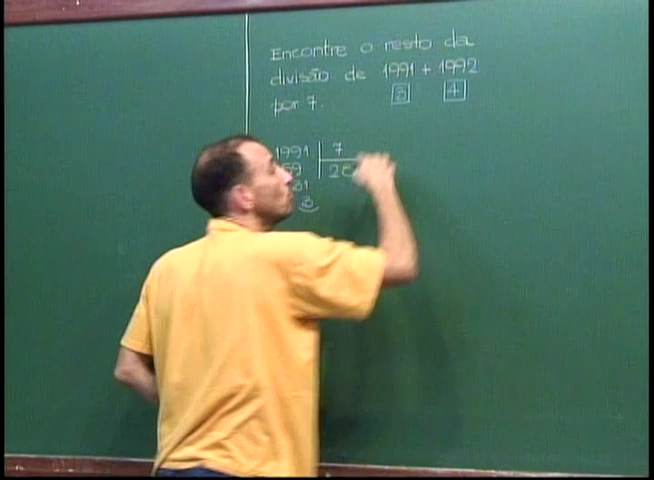 Encontre o resto da
divisão de 1991 + 1992
por 7. 3 4
1991 7
59 28
31
3